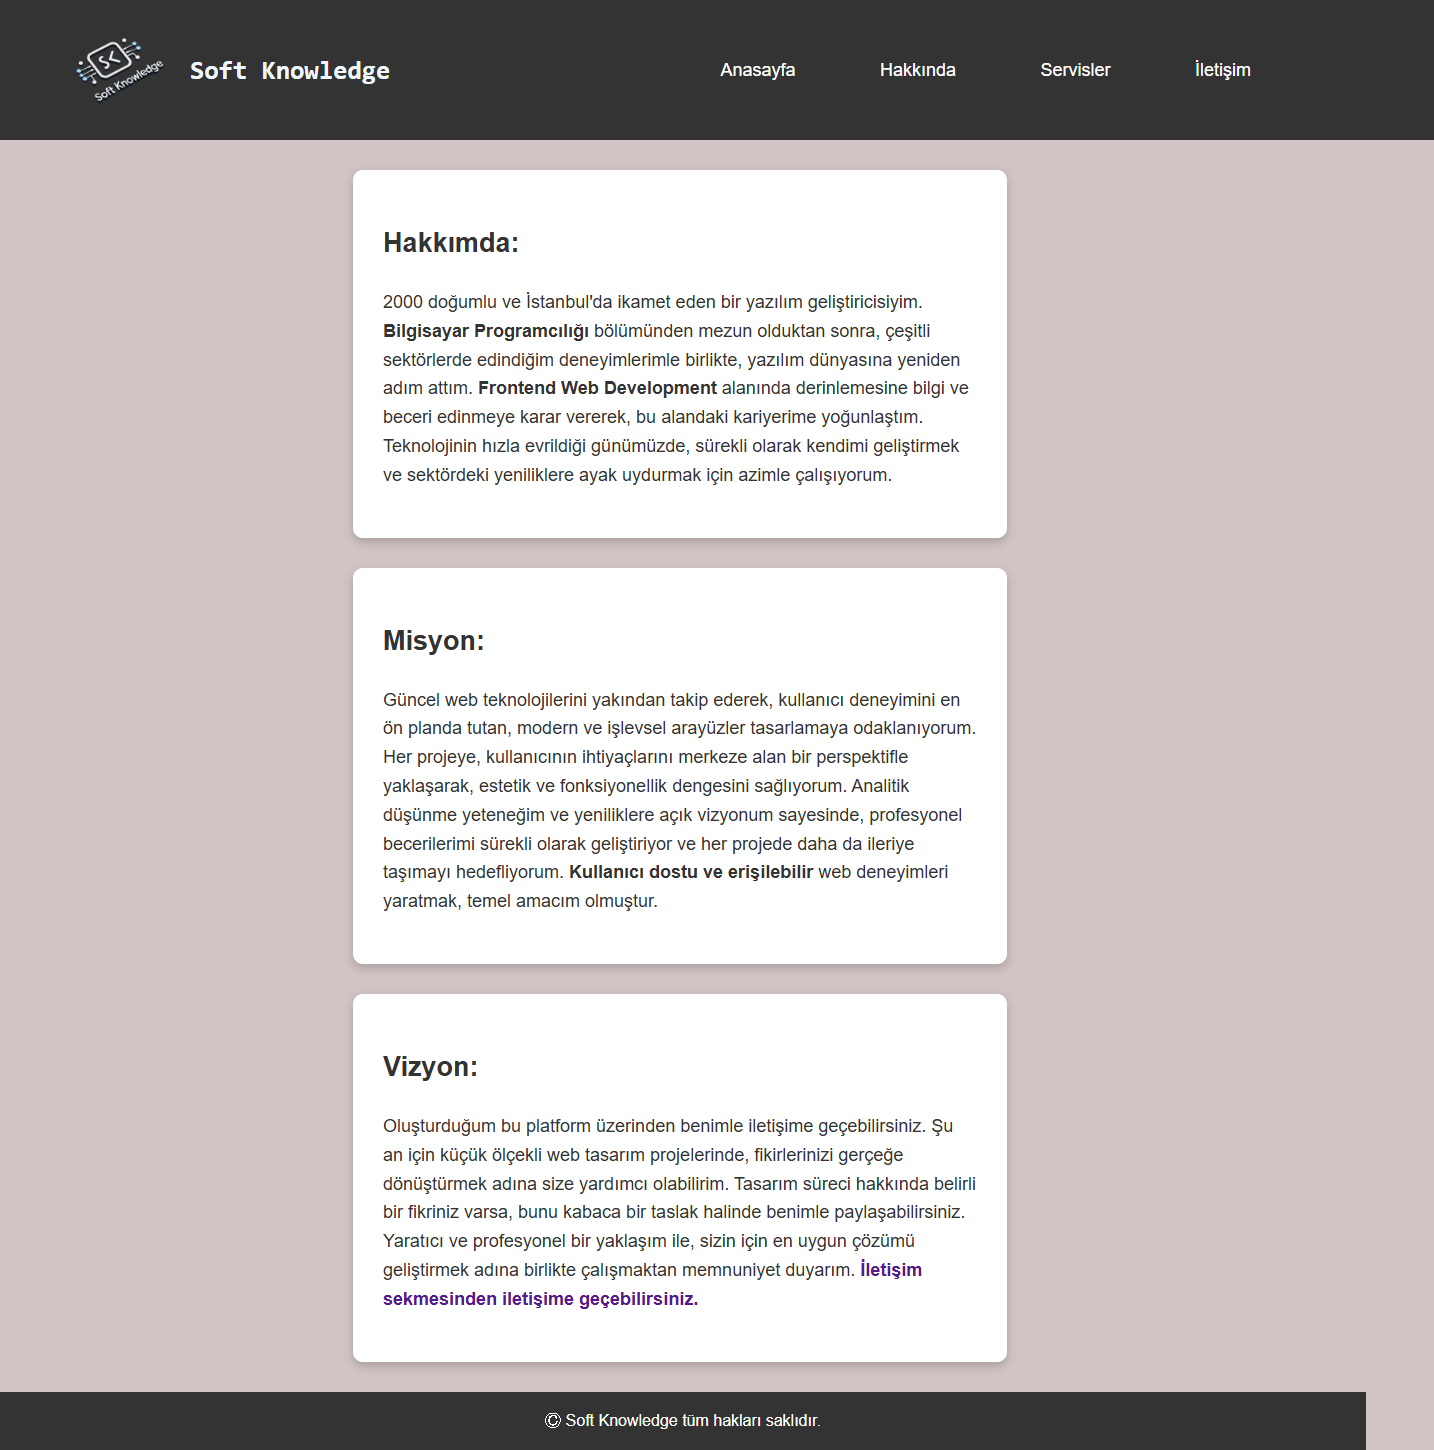 SK
Soft Knowledge
Soft Knowledge
Anasayfa Hakkında Servisler İletişim
Hakkımda:
2000 doğumlu ve İstanbul'da ikamet eden bir yazılım geliştiricisiyim.
Bilgisayar Programcılığı bölümünden mezun olduktan sonra, çeşitli
sektörlerde edindiğim deneyimlerimle birlikte, yazılım dünyasına yeniden
adım attım. Frontend Web Development alanında derinlemesine bilgi ve
beceri edinmeye karar vererek, bu alandaki kariyerime yoğunlaştım.
Teknolojinin hızla evrildiği günümüzde, sürekli olarak kendimi geliştirmek
ve sektördeki yeniliklere ayak uydurmak için azimle çalışıyorum.
Misyon:
Güncel web teknolojilerini yakından takip ederek, kullanıcı deneyimini en
ön planda tutan, modern ve işlevsel arayüzler tasarlamaya odaklanıyorum.
Her projeye, kullanıcının ihtiyaçlarını merkeze alan bir perspektifle
yaklaşarak, estetik ve fonksiyonellik dengesini sağlıyorum. Analitik
düşünme yeteneğim ve yeniliklere açık vizyonum sayesinde, profesyonel
becerilerimi sürekli olarak geliştiriyor ve her projede daha da ileriye
taşımayı hedefliyorum. Kullanıcı dostu ve erişilebilir web deneyimleri
yaratmak, temel amacım olmuştur.
Vizyon:
Oluşturduğum bu platform üzerinden benimle iletişime geçebilirsiniz. Şu
an için küçük ölçekli web tasarım projelerinde, fikirlerinizi gerçeğe
dönüştürmek adına size yardımcı olabilirim. Tasarım süreci hakkında belirli
bir fikriniz varsa, bunu kabaca bir taslak halinde benimle paylaşabilirsiniz.
Yaratıcı ve profesyonel bir yaklaşım ile, sizin için en uygun çözümü
geliştirmek adına birlikte çalışmaktan memnuniyet duyarım. İletişim
sekmesinden iletişime geçebilirsiniz.
© Soft Knowledge tüm hakları saklıdır.